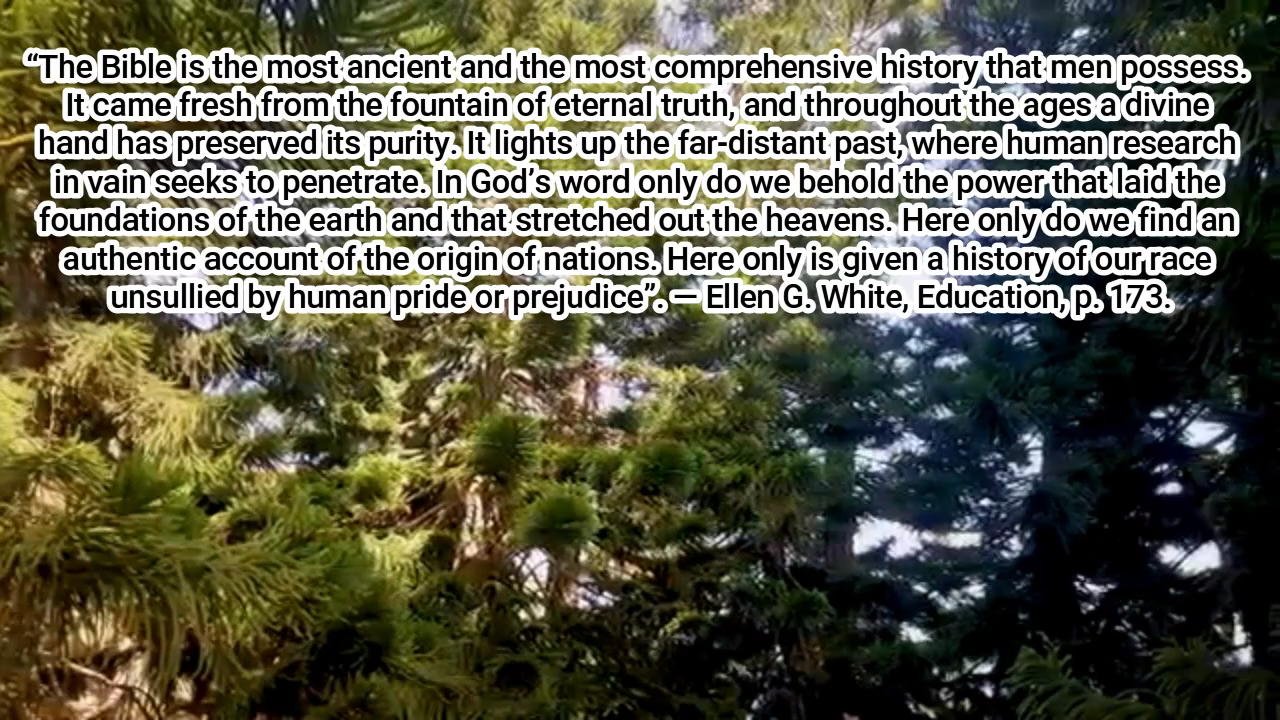 “The Bible is the most ancient and the most comprehensive history that men possess.
It came fresh from the fountain of eternal truth, and throughout the ages a divine
hand has preserved its purity. It lights up the far-distant past, where human research
in vain seeks to penetrate. In God’s word only do we behold the power that laid the
foundations of the earth and that stretched out the heavens. Here only do we find an
authentic account of the origin of nations. Here only is given a history of our race
unsullied by human pride or prejudice”. — Ellen G. White, Education, p. 173.